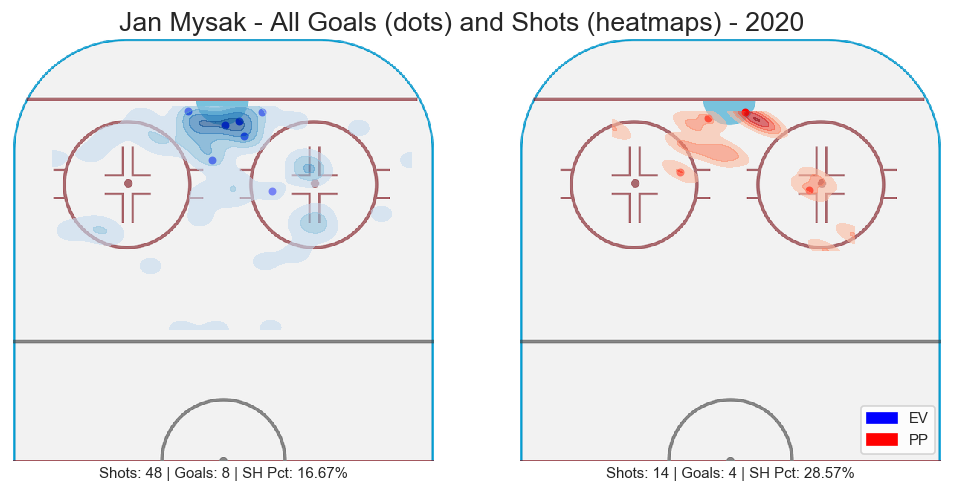 Jan Mysak - All Goals (dots) and Shots (heatmaps) - 2020
EV
PP
Shots: 48 | Goals: 8 | SH Pct: 16.67%
Shots: 14 | Goals: 4 | SH Pct: 28.57%